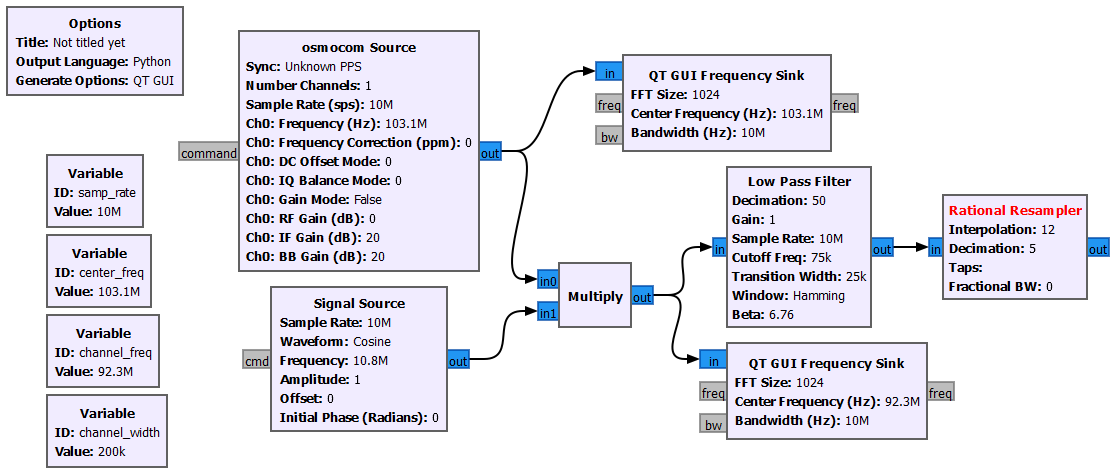 Options
Title: Not titled yet
Output Language: Python
Generate Options: QT GUI
osmocom Source
Sync: Unknown PPS
Number Channels: 1
Sample Rate (sps): 10M
Ch0: Frequency (Hz): 103.1M
Ch0: Frequency Correction (ppm): 0
Ch0: DC Offset Mode: 0
Ch0: IQ Balance Mode: 0
Ch0: Gain Mode: False
Ch0: RF Gain (dB): 0
Ch0: IF Gain (dB): 20
Ch0: BB Gain (dB): 20
command
out
in
freq
bw
QT GUI Frequency Sink
FFT Size: 1024
Center Frequency (Hz): 103.1M
Bandwidth (Hz): 10M
freq
Variable
ID: samp_rate
Value: 10M
Variable
ID: center_freq
Value: 103.1M
Variable
ID: channel_freq
Value: 92.3M
Variable
ID: channel_width
Value: 200k
cmd
Signal Source
Sample Rate: 10M
Waveform: Cosine
Frequency: 10.8M
Amplitude: 1
Offset: 0
Initial Phase (Radians): 0
out
in0
in1
Multiply
out
in
Low Pass Filter
Decimation: 50
Gain: 1
Sample Rate: 10M
Cutoff Freq: 75k
Transition Width: 25k
Window: Hamming
Beta: 6.76
out
in
Rational Resampler
Interpolation: 12
Decimation: 5
Taps:
Fractional BW: 0
out
in
freq
bw
QT GUI Frequency Sink
FFT Size: 1024
Center Frequency (Hz): 92.3M
Bandwidth (Hz): 10M
freq